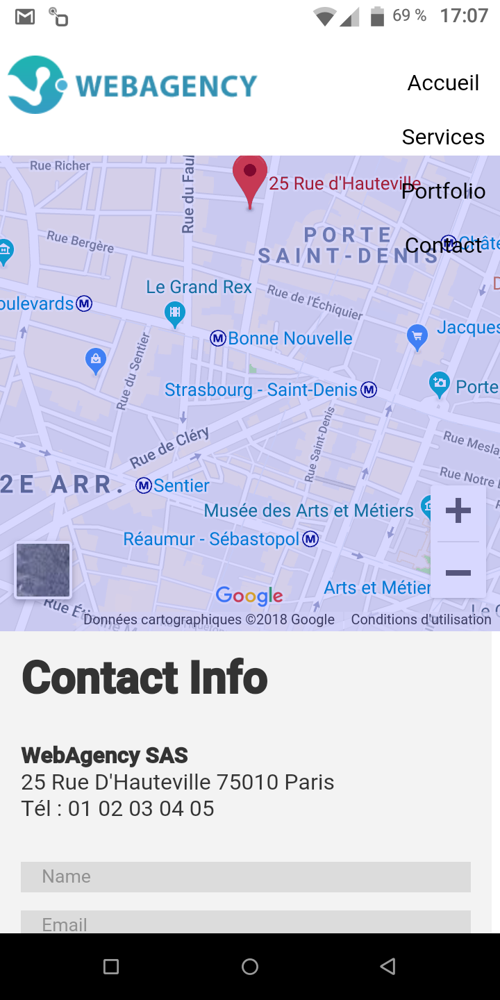 69 % 17:07
WEBAGENCY
Accueil
Services
Portfolio
Contact
Rue Richer
Rue du Faul
25 Rue d'Hauteville
Rue Bergère
PORTE
SAINT-DENIS
Châte
Le Grand Rex
Rue de l'Échiquier
oulevards M
Jacques
M Bonne Nouvelle
Rue du Sentier
Strasbourg - Saint-Denis M
Porte
Rue Saint-Denis
Rue de Cléry
Rue Meslay
Rue Notre
2E ARR.
M Sentier
Musée des Arts et Métiers
+
Réaumur - Sébastopol M
−
Arts et Métier
Google
Données cartographiques ©2018 Google Conditions d'utilisation
Contact Info
WebAgency SAS
25 Rue D'Hauteville 75010 Paris
Tél : 01 02 03 04 05
Name
Email